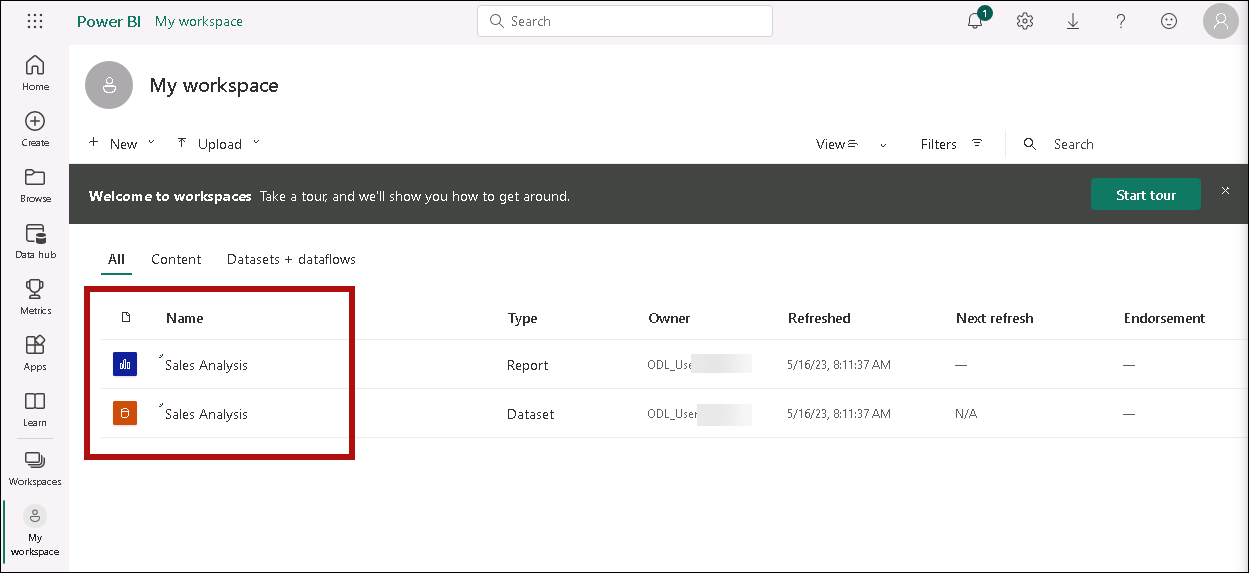 Power BI My workspace Search 1
Home
Create
Browse
Data hub
Metrics
Apps
Learn
Workspaces
My
workspace
My workspace
New Upload View Filters Search
Welcome to workspaces Take a tour, and we'll show you how to get around. Start tour
All Content Datasets + dataflows
Name Type Owner Refreshed Next refresh Endorsement
Sales Analysis Report ODL_User 5/16/23, 8:11:37 AM — —
Sales Analysis Dataset ODL_User 5/16/23, 8:11:37 AM N/A —